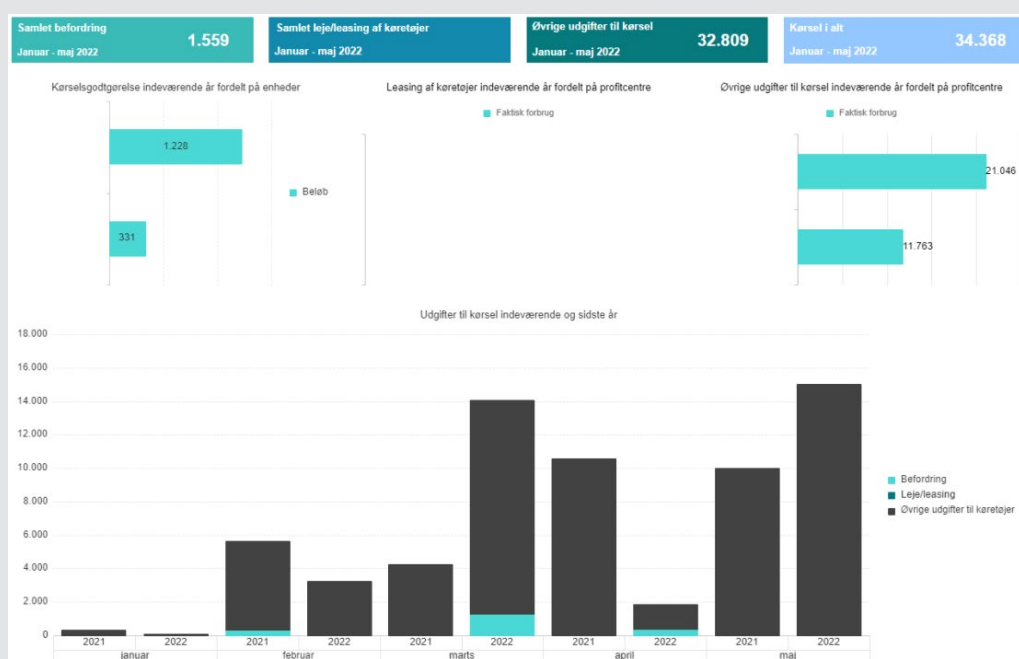 Samlet befordring
Januar - maj 2022
1.559
Samlet leje/leasing af køretøjer
Januar - maj 2022
Øvrige udgifter til kørsel
Januar - maj 2022
32.809
Kørsel i alt
Januar - maj 2022
34.368
Kørselsgodtgørelse indeværende år fordelt på enheder
1.228
331
Beløb
Leasing af køretøjer indeværende år fordelt på profitcentre
Faktisk forbrug
Øvrige udgifter til kørsel indeværende år fordelt på profitcentre
Faktisk forbrug
21.046
11.763
Udgifter til kørsel indeværende og sidste år
18.000
16.000
14.000
12.000
10.000
8.000
6.000
4.000
2.000
0
2021 2022 2021 2022 2021 2022 2021 2022 2021 2022
januar februar marts april maj
Befordring
Leje/leasing
Øvrige udgifter til køretøjer